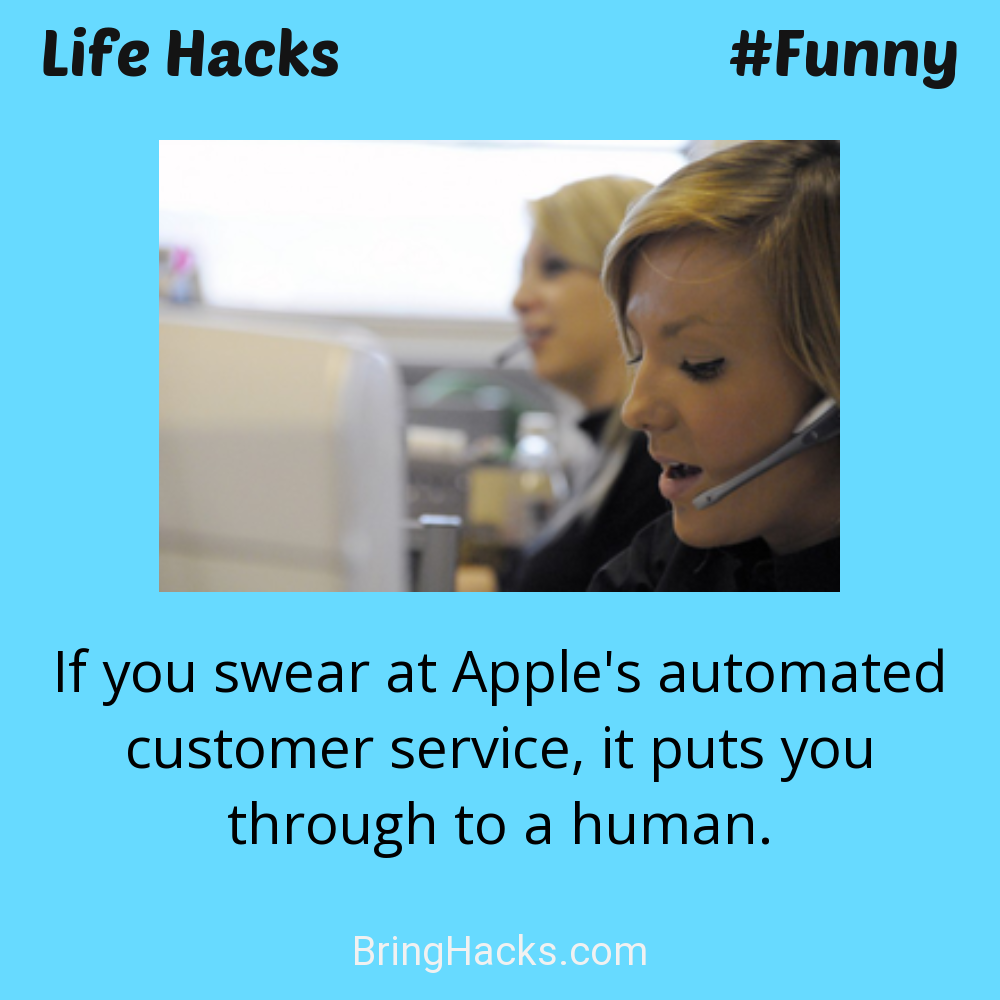 Life Hacks
#Funny
If you swear at Apple's automated
customer service, it puts you
through to a human.
BringHacks.com